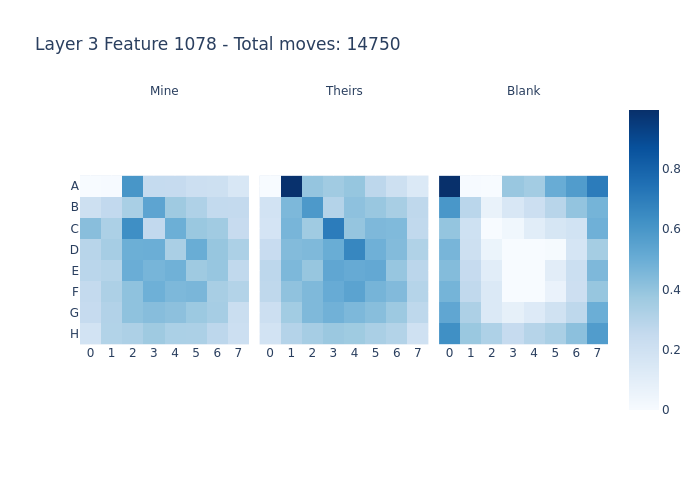 Layer 3 Feature 1078 - Total moves: 14750
Mine Theirs Blank
A
B
C
D
E
F
G
H
0 1 2 3 4 5 6 7 0 1 2 3 4 5 6 7 0 1 2 3 4 5 6 7
0.8
0.6
0.4
0.2
0